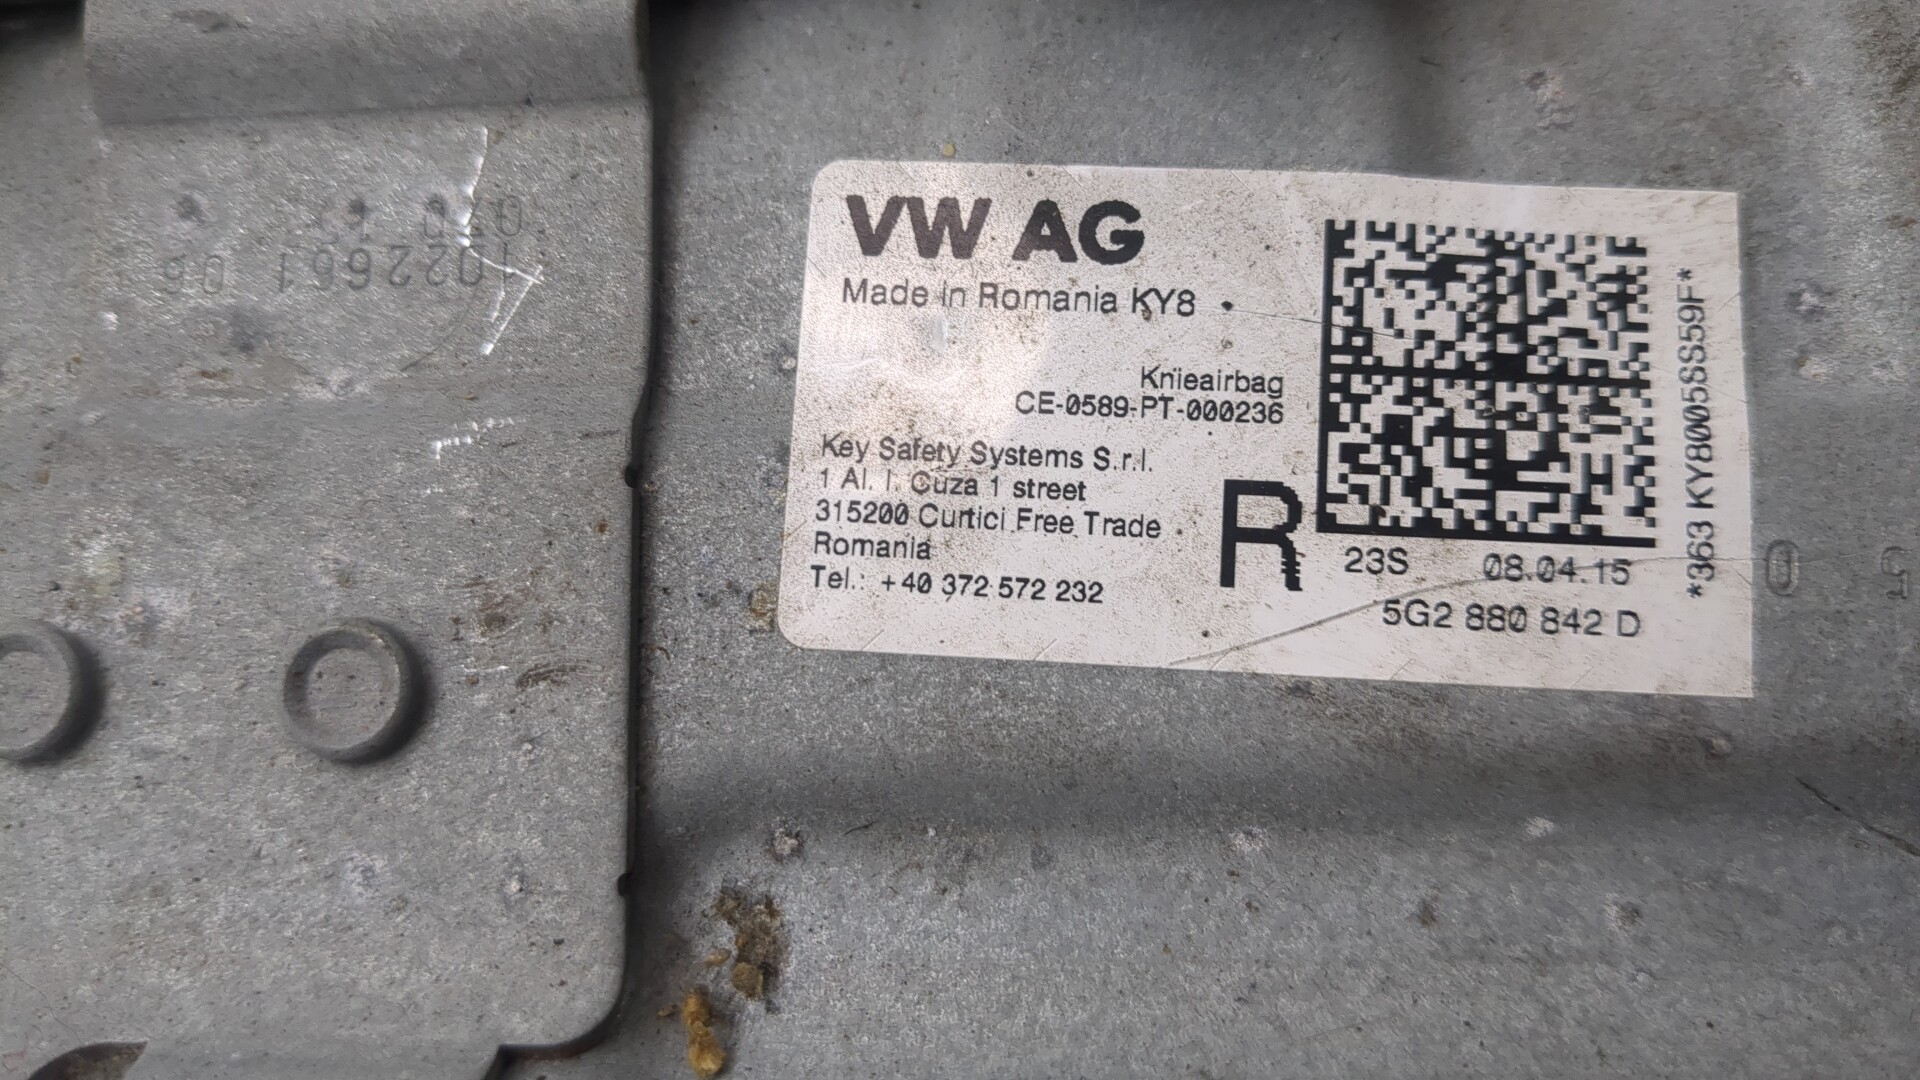 VW AG
Made in Romania KY8
Knieairbag
CE-0589-PT-000236
Key Safety Systems S.r.l.
1 Al. I. Cuza 1 street
315200 Curtici Free Trade
Romania
Tel.: +40 372 572 232
R
23S 08.04.15
5G2 880 842 D
*363 KY8005SS59F*
1022661 06